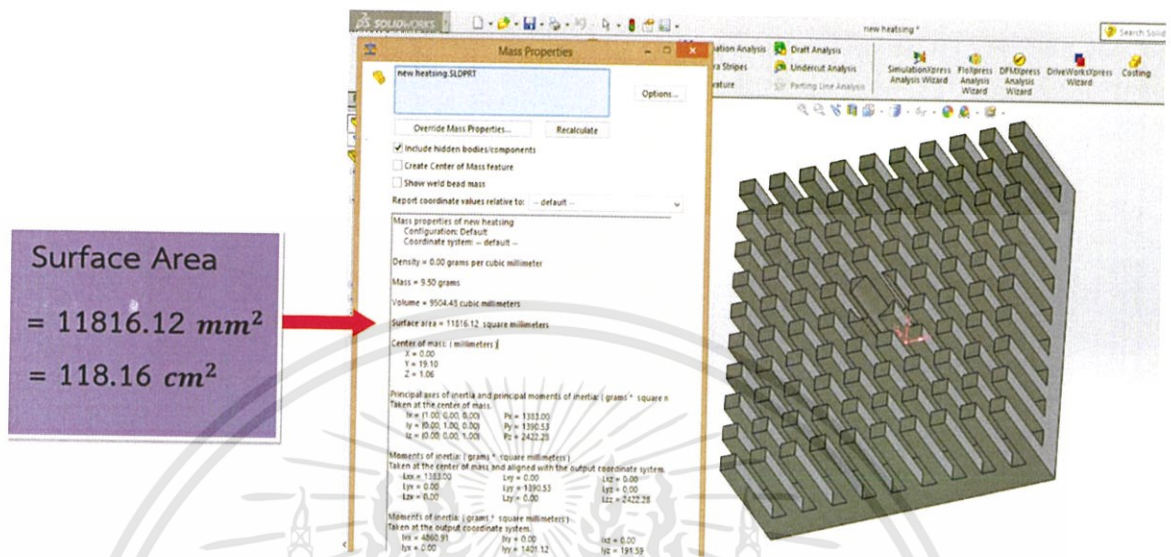 Surface Area
= 11816.12 mm²
= 118.16 cm²
SOLIDWORKS
new heatsing *
Search Solid
Mass Properties
new heatsing.SLDPRT
Options...
Override Mass Properties...
Recalculate
Include hidden bodies/components
Create Center of Mass feature
Show weld bead mass
Report coordinate values relative to: -- default --
Mass properties of new heatsing
Configuration: Default
Coordinate system: -- default --
Density = 0.00 grams per cubic millimeter
Mass = 9.50 grams
Volume = 9504.48 cubic millimeters
Surface area = 11816.12 square millimeters
Center of mass: ( millimeters )
X = 0.00
Y = 19.10
Z = 1.06
Principal axes of inertia and principal moments of inertia: ( grams * square
Taken at the center of mass.
Ix = (1.00, 0.00, 0.00) Px = 1383.00
Iy = (0.00, 1.00, 0.00) Py = 1390.53
Iz = (0.00, 0.00, 1.00) Pz = 2422.28
Moments of inertia: ( grams * square millimeters )
Taken at the center of mass and aligned with the output coordinate system.
Lxx = 1383.00 Lxy = 0.00 Lxz = 0.00
Lyx = 0.00 Lyy = 1390.53 Lyz = 0.00
Lzx = 0.00 Lzy = 0.00 Lzz = 2422.28
Moments of inertia: ( grams * square millimeters )
Taken at the output coordinate system.
Ixx = 4860.91 Ixy = 0.00 Ixz = 0.00
Iyx = 0.00 Iyy = 1401.12 Iyz = 191.59
ation Analysis
Draft Analysis
ra Stripes
Undercut Analysis
vature
Parting Line Analysis
SimulationXpress
Analysis Wizard
FloXpress
Analysis
Wizard
DFMXpress
Analysis
Wizard
DriveWorksXpress
Wizard
Costing